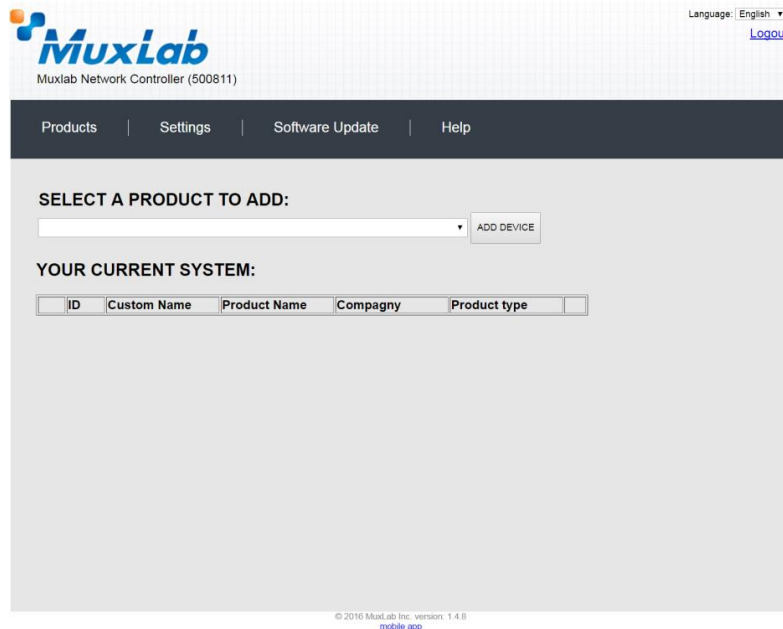 Language: English
Logou
MuxLab
Muxlab Network Controller (500811)
Products | Settings | Software Update | Help
SELECT A PRODUCT TO ADD:
ADD DEVICE
YOUR CURRENT SYSTEM:
ID Custom Name Product Name Compagny Product type
© 2016 MuxLab Inc. version: 1.4.8
mobile app